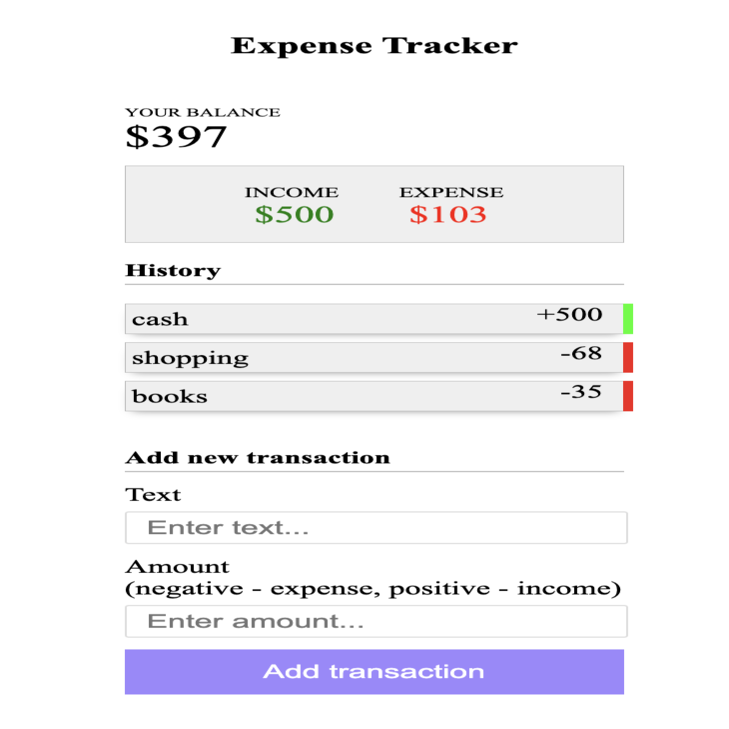 Expense Tracker
YOUR BALANCE
$397
INCOME EXPENSE
$500 $103
History
cash +500
shopping -68
books -35
Add new transaction
Text
Enter text...
Amount
(negative - expense, positive - income)
Enter amount...
Add transaction